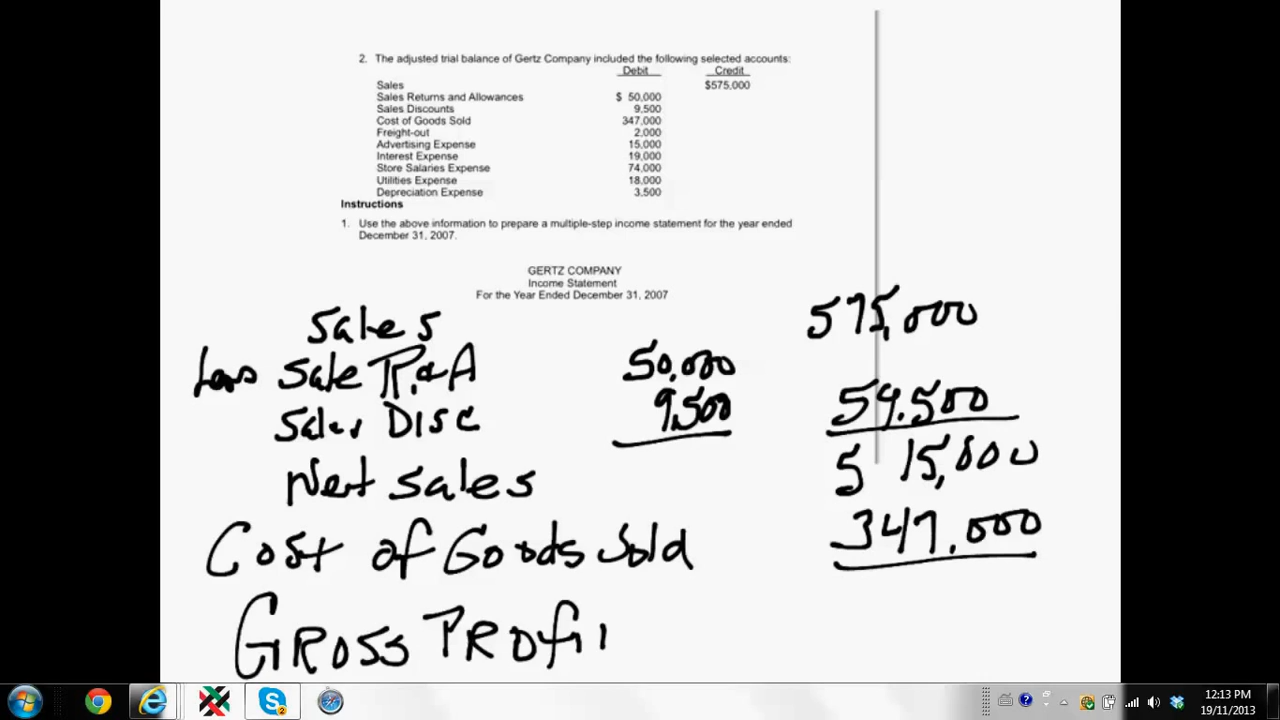 2. The adjusted trial balance of Gertz Company included the following selected accounts:
Debit Credit
Sales $575,000
Sales Returns and Allowances $ 50,000
Sales Discounts 9,500
Cost of Goods Sold 347,000
Freight-out 2,000
Advertising Expense 15,000
Interest Expense 19,000
Store Salaries Expense 74,000
Utilities Expense 18,000
Depreciation Expense 3,500
Instructions
1. Use the above information to prepare a multiple-step income statement for the year ended
December 31, 2007.
GERTZ COMPANY
Income Statement
For the Year Ended December 31, 2007
Sales 575,000
Less Sale R & A 50,000
Sales Disc 9,500 59,500
Net Sales 515,000
Cost of Goods Sold 347,000
Gross Profi
12:13 PM
19/11/2013